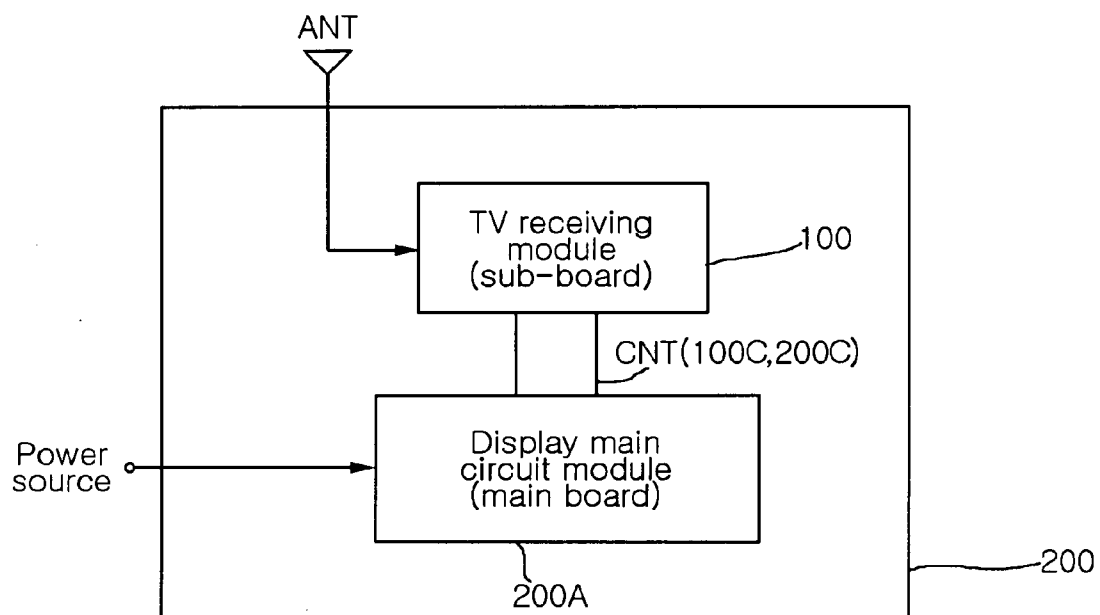 ANT
TV receiving
module
(sub-board)
100
CNT(100C,200C)
Display main
circuit module
(main board)
Power
source
200
200A